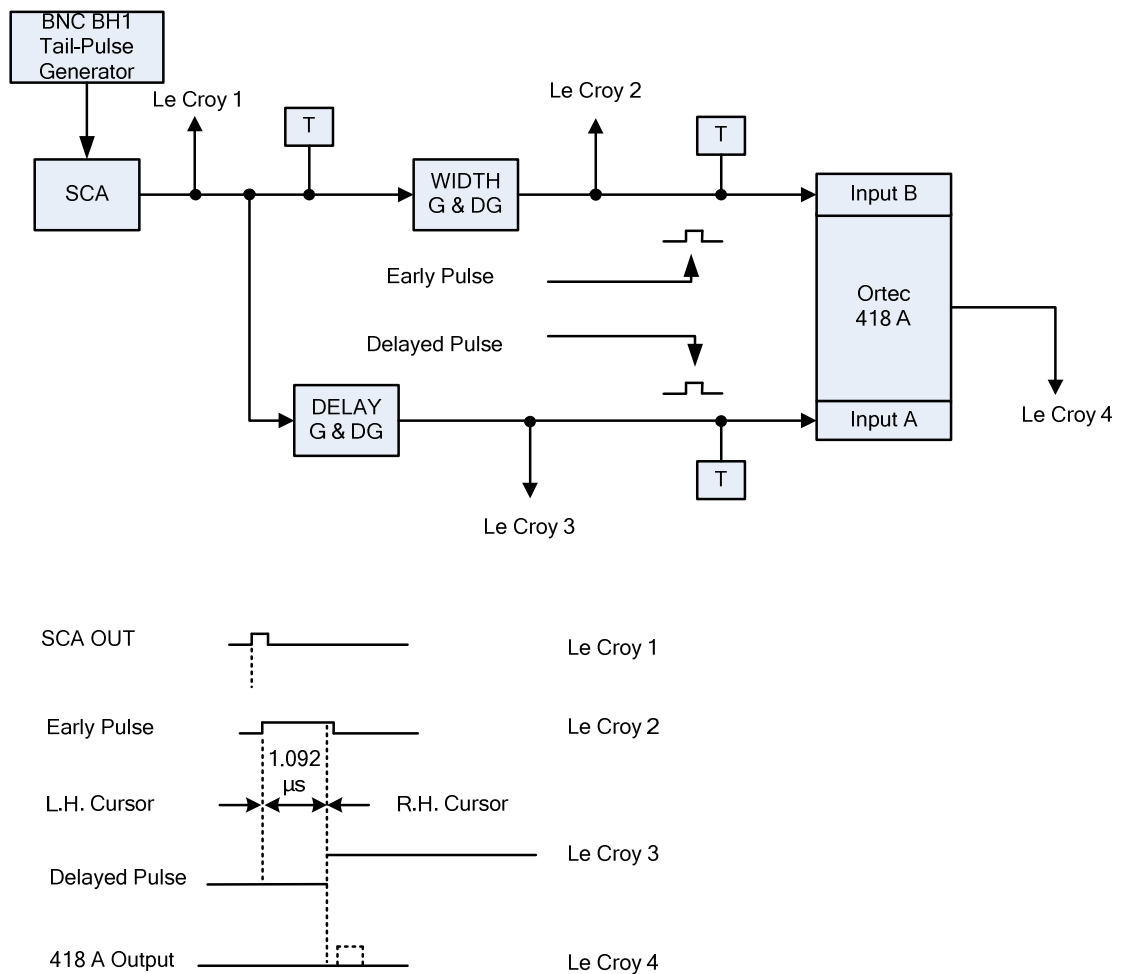 BNC BH1
Tail-Pulse
Generator
Le Croy 1
T
Le Croy 2
T
SCA
WIDTH
G & DG
Input B
Early Pulse
Ortec
418 A
Delayed Pulse
DELAY
G & DG
Input A
Le Croy 4
T
Le Croy 3
SCA OUT
Le Croy 1
Early Pulse
Le Croy 2
1.092
µs
L.H. Cursor
R.H. Cursor
Le Croy 3
Delayed Pulse
418 A Output
Le Croy 4